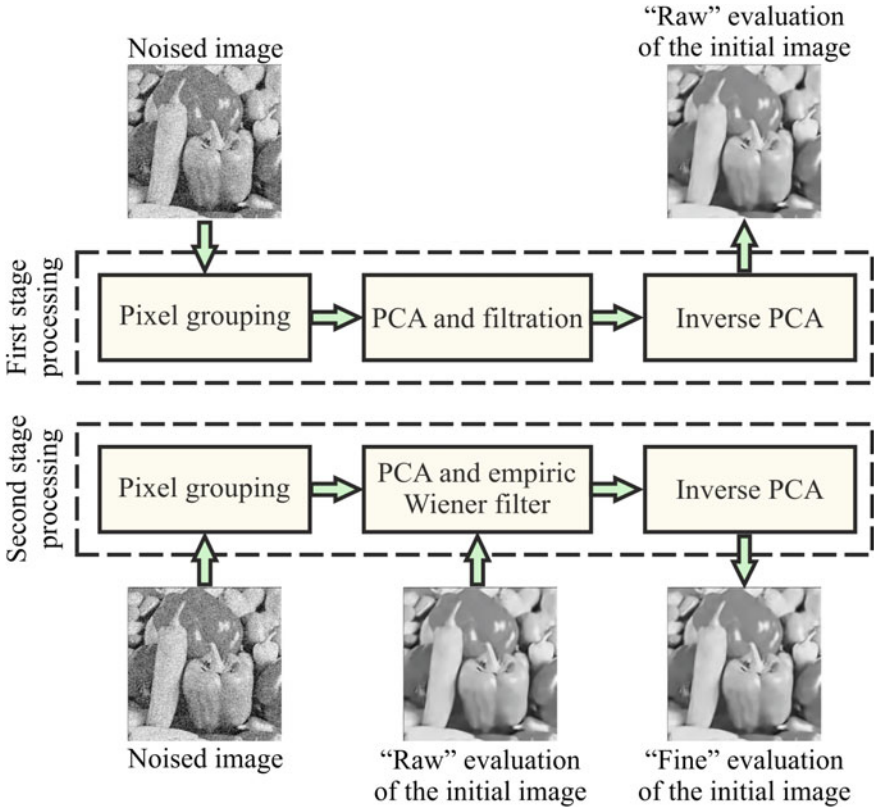 Noised image
“Raw” evaluation
of the initial image
First stage
processing
Pixel grouping
PCA and filtration
Inverse PCA
Second stage
processing
Pixel grouping
PCA and empiric
Wiener filter
Inverse PCA
Noised image
“Raw” evaluation
of the initial image
“Fine” evaluation
of the initial image